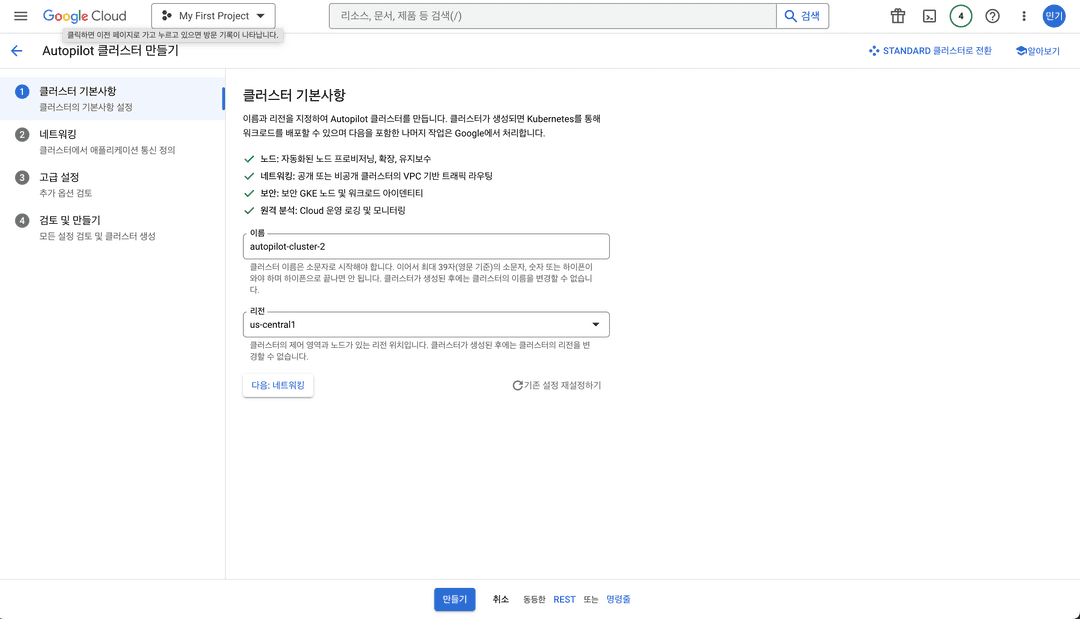 Google Cloud
My First Project
리소스, 문서, 제품 등 검색(/)
검색
4
민기
클릭하면 이전 페이지로 가고 누르고 있으면 방문 기록이 나타납니다.
Autopilot 클러스터 만들기
STANDARD 클러스터로 전환
알아보기
1
클러스터 기본사항
클러스터의 기본사항 설정
2
네트워킹
클러스터에서 애플리케이션 통신 정의
3
고급 설정
추가 옵션 검토
4
검토 및 만들기
모든 설정 검토 및 클러스터 생성
클러스터 기본사항
이름과 리전을 지정하여 Autopilot 클러스터를 만듭니다. 클러스터가 생성되면 Kubernetes를 통해
워크로드를 배포할 수 있으며 다음을 포함한 나머지 작업은 Google에서 처리합니다.
노드: 자동화된 노드 프로비저닝, 확장, 유지보수
네트워킹: 공개 또는 비공개 클러스터의 VPC 기반 트래픽 라우팅
보안: 보안 GKE 노드 및 워크로드 아이덴티티
원격 분석: Cloud 운영 로깅 및 모니터링
이름
autopilot-cluster-2
클러스터 이름은 소문자로 시작해야 합니다. 이어서 최대 39자(영문 기준)의 소문자, 숫자 또는 하이픈이
와야 하며 하이픈으로 끝나면 안 됩니다. 클러스터가 생성된 후에는 클러스터의 이름을 변경할 수 없습니
다.
리전
us-central1
클러스터의 제어 영역과 노드가 있는 리전 위치입니다. 클러스터가 생성된 후에는 클러스터의 리전을 변
경할 수 없습니다.
다음: 네트워킹
기존 설정 재설정하기
만들기
취소
동등한 REST 또는 명령줄